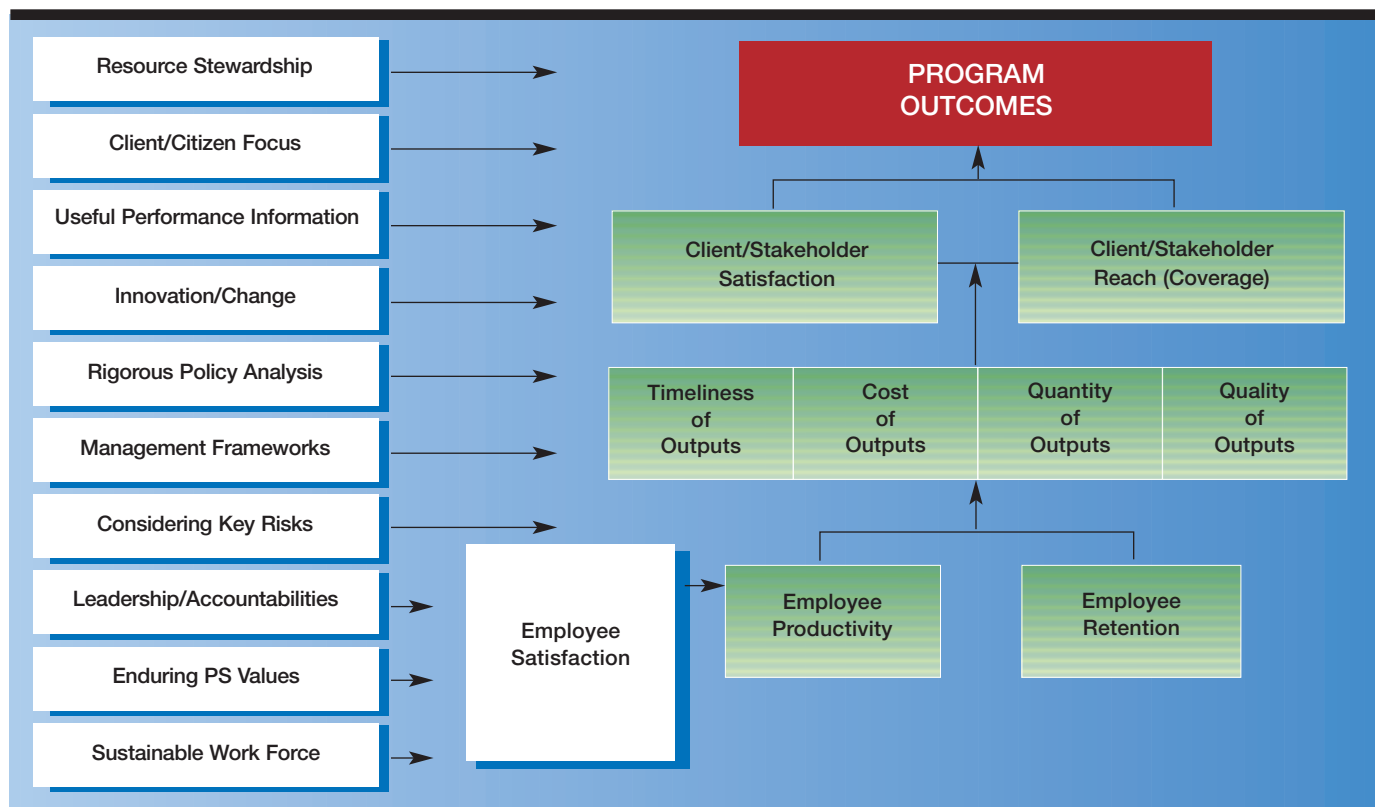 Resource Stewardship
Client/Citizen Focus
Useful Performance Information
Innovation/Change
Rigorous Policy Analysis
Management Frameworks
Considering Key Risks
Leadership/Accountabilities
Enduring PS Values
Sustainable Work Force
Employee
Satisfaction
PROGRAM
OUTCOMES
Client/Stakeholder
Satisfaction
Client/Stakeholder
Reach (Coverage)
Timeliness
of
Outputs
Cost
of
Outputs
Quantity
of
Outputs
Quality
of
Outputs
Employee
Productivity
Employee
Retention